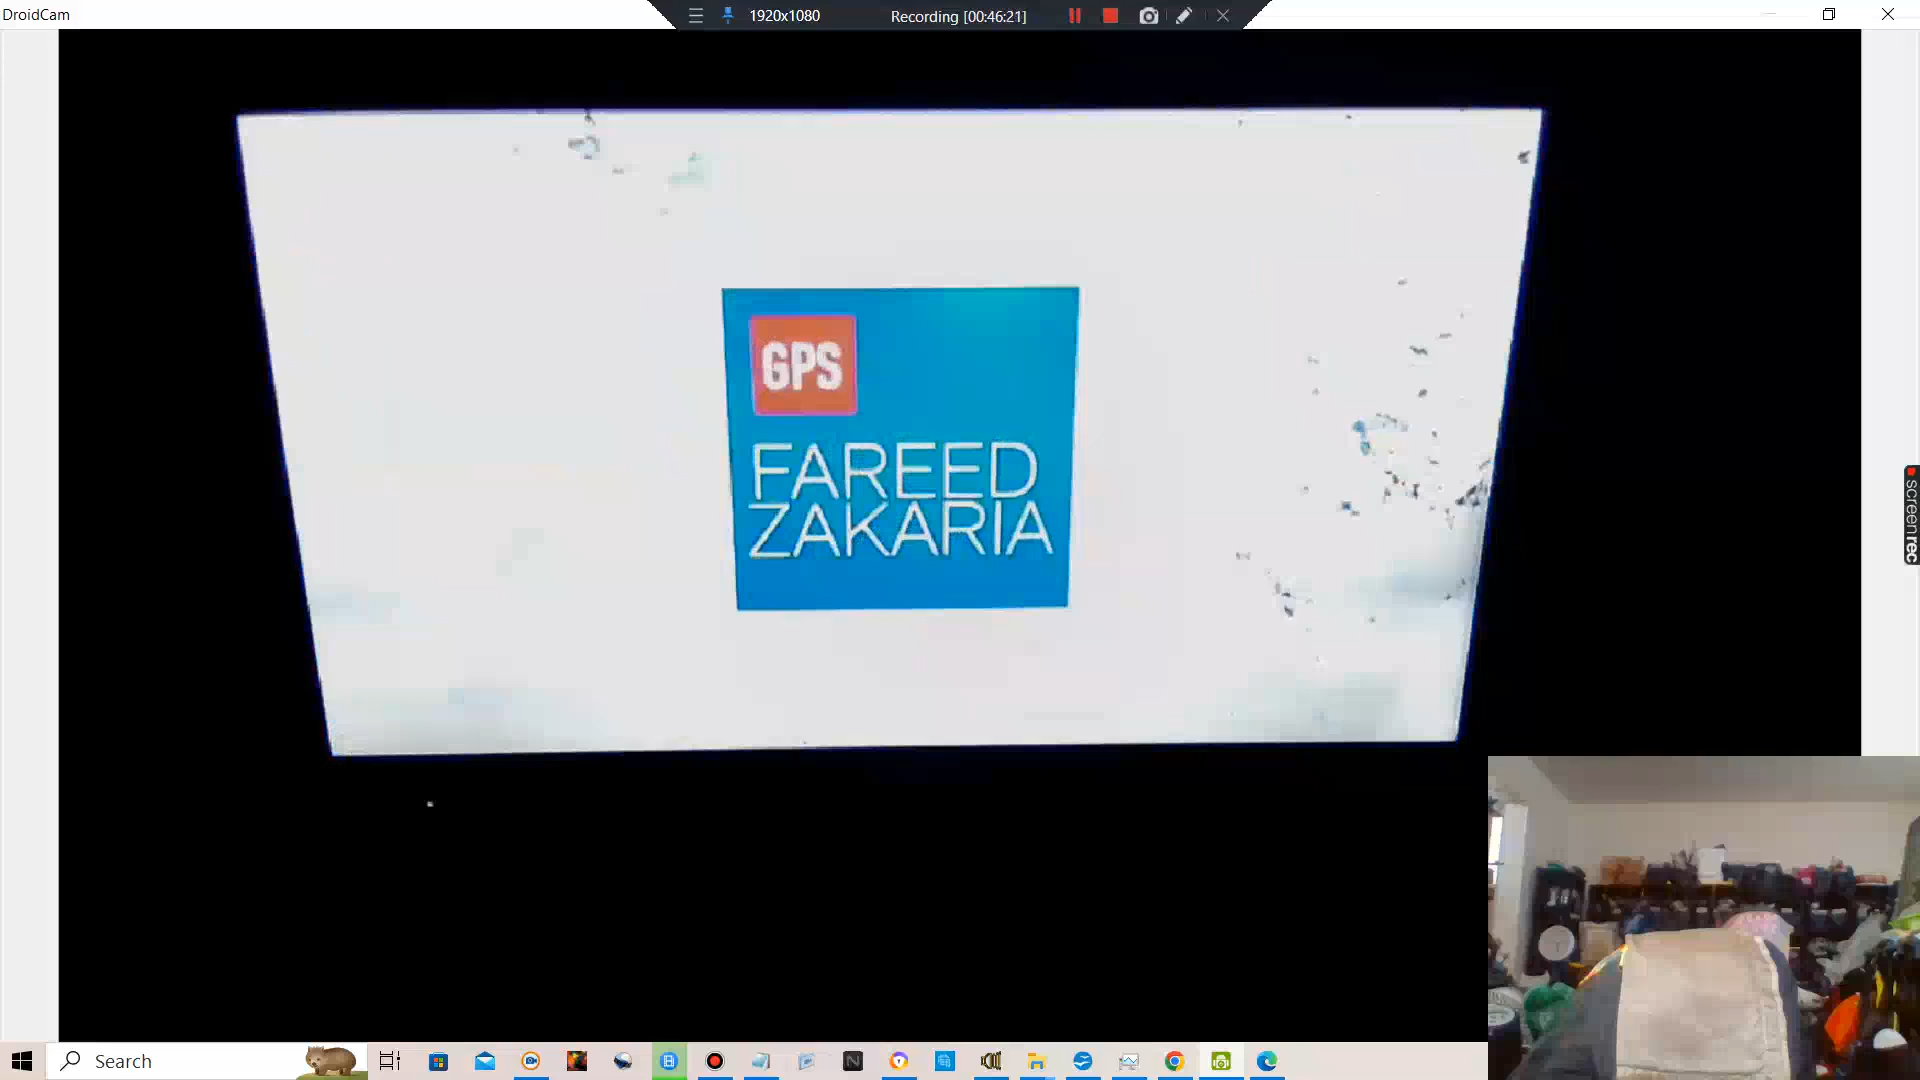 DroidCam
1920x1080
Recording [00:46:21]
GPS
FAREED
ZAKARIA
screenrec
Search